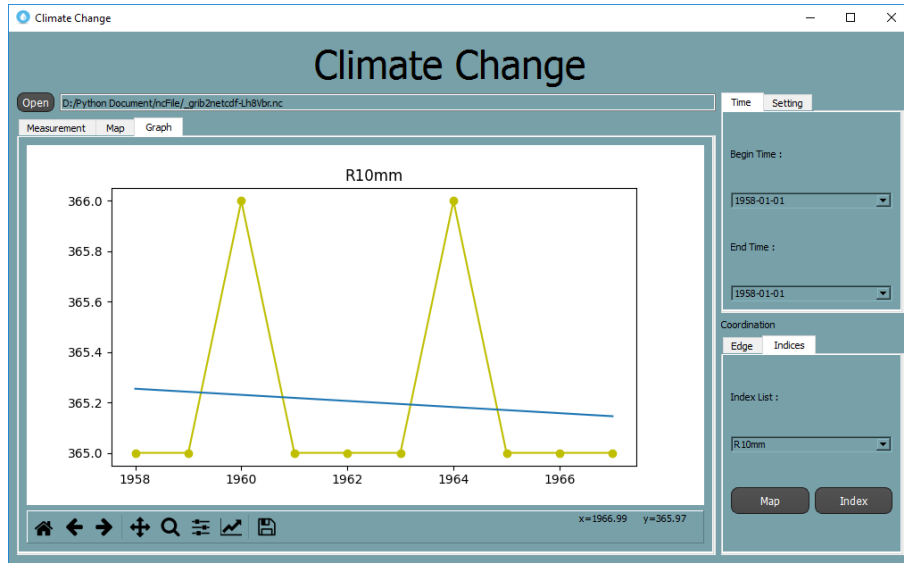 Climate Change
Climate Change
Open D:/Python Document/ncFile/_grib2netcdf-Lh8Vbr.nc
Measurement Map Graph
R10mm
366.0
365.8
365.6
365.4
365.2
365.0
1958 1960 1962 1964 1966
x=1966.99 y=365.97
Time Setting
Begin Time :
1958-01-01
End Time :
1958-01-01
Coordination
Edge Indices
Index List :
R10mm
Map Index